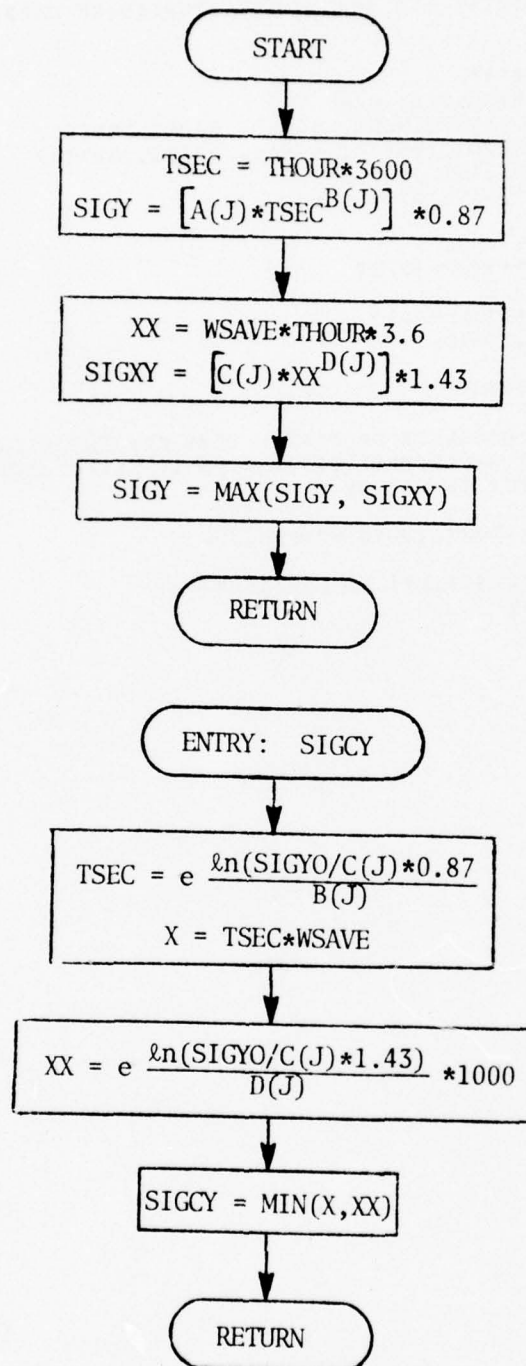 START
TSEC = THOUR*3600
SIGY = [A(J)*TSEC^B(J)] *0.87
XX = WSAVE*THOUR*3.6
SIGXY = [C(J)*XX^D(J)]*1.43
SIGY = MAX(SIGY, SIGXY)
RETURN
ENTRY: SIGCY
TSEC = e ℓn(SIGYO/C(J)*0.87
B(J)
X = TSEC*WSAVE
XX = e ℓn(SIGYO/C(J)*1.43) *1000
D(J)
SIGCY = MIN(X,XX)
RETURN